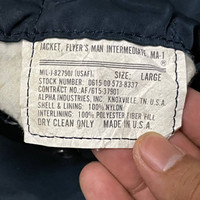 JACKET, FLYER'S MAN INTERMEDIATE, MA-1
MIL-J-8279J (USAF). SIZE: LARGE
STOCK NUMBER: 0615-00-573-8337
CONTRACT NO. AF/615-37901
ALPHA INDUSTRIES, INC. KNOXVILLE, TN. U.S.A.
SHELL & LINING: 100% NYLON
INTERLINING: 100% POLYESTER FIBER FILL
DRY CLEAN ONLY MADE IN U.S.A.